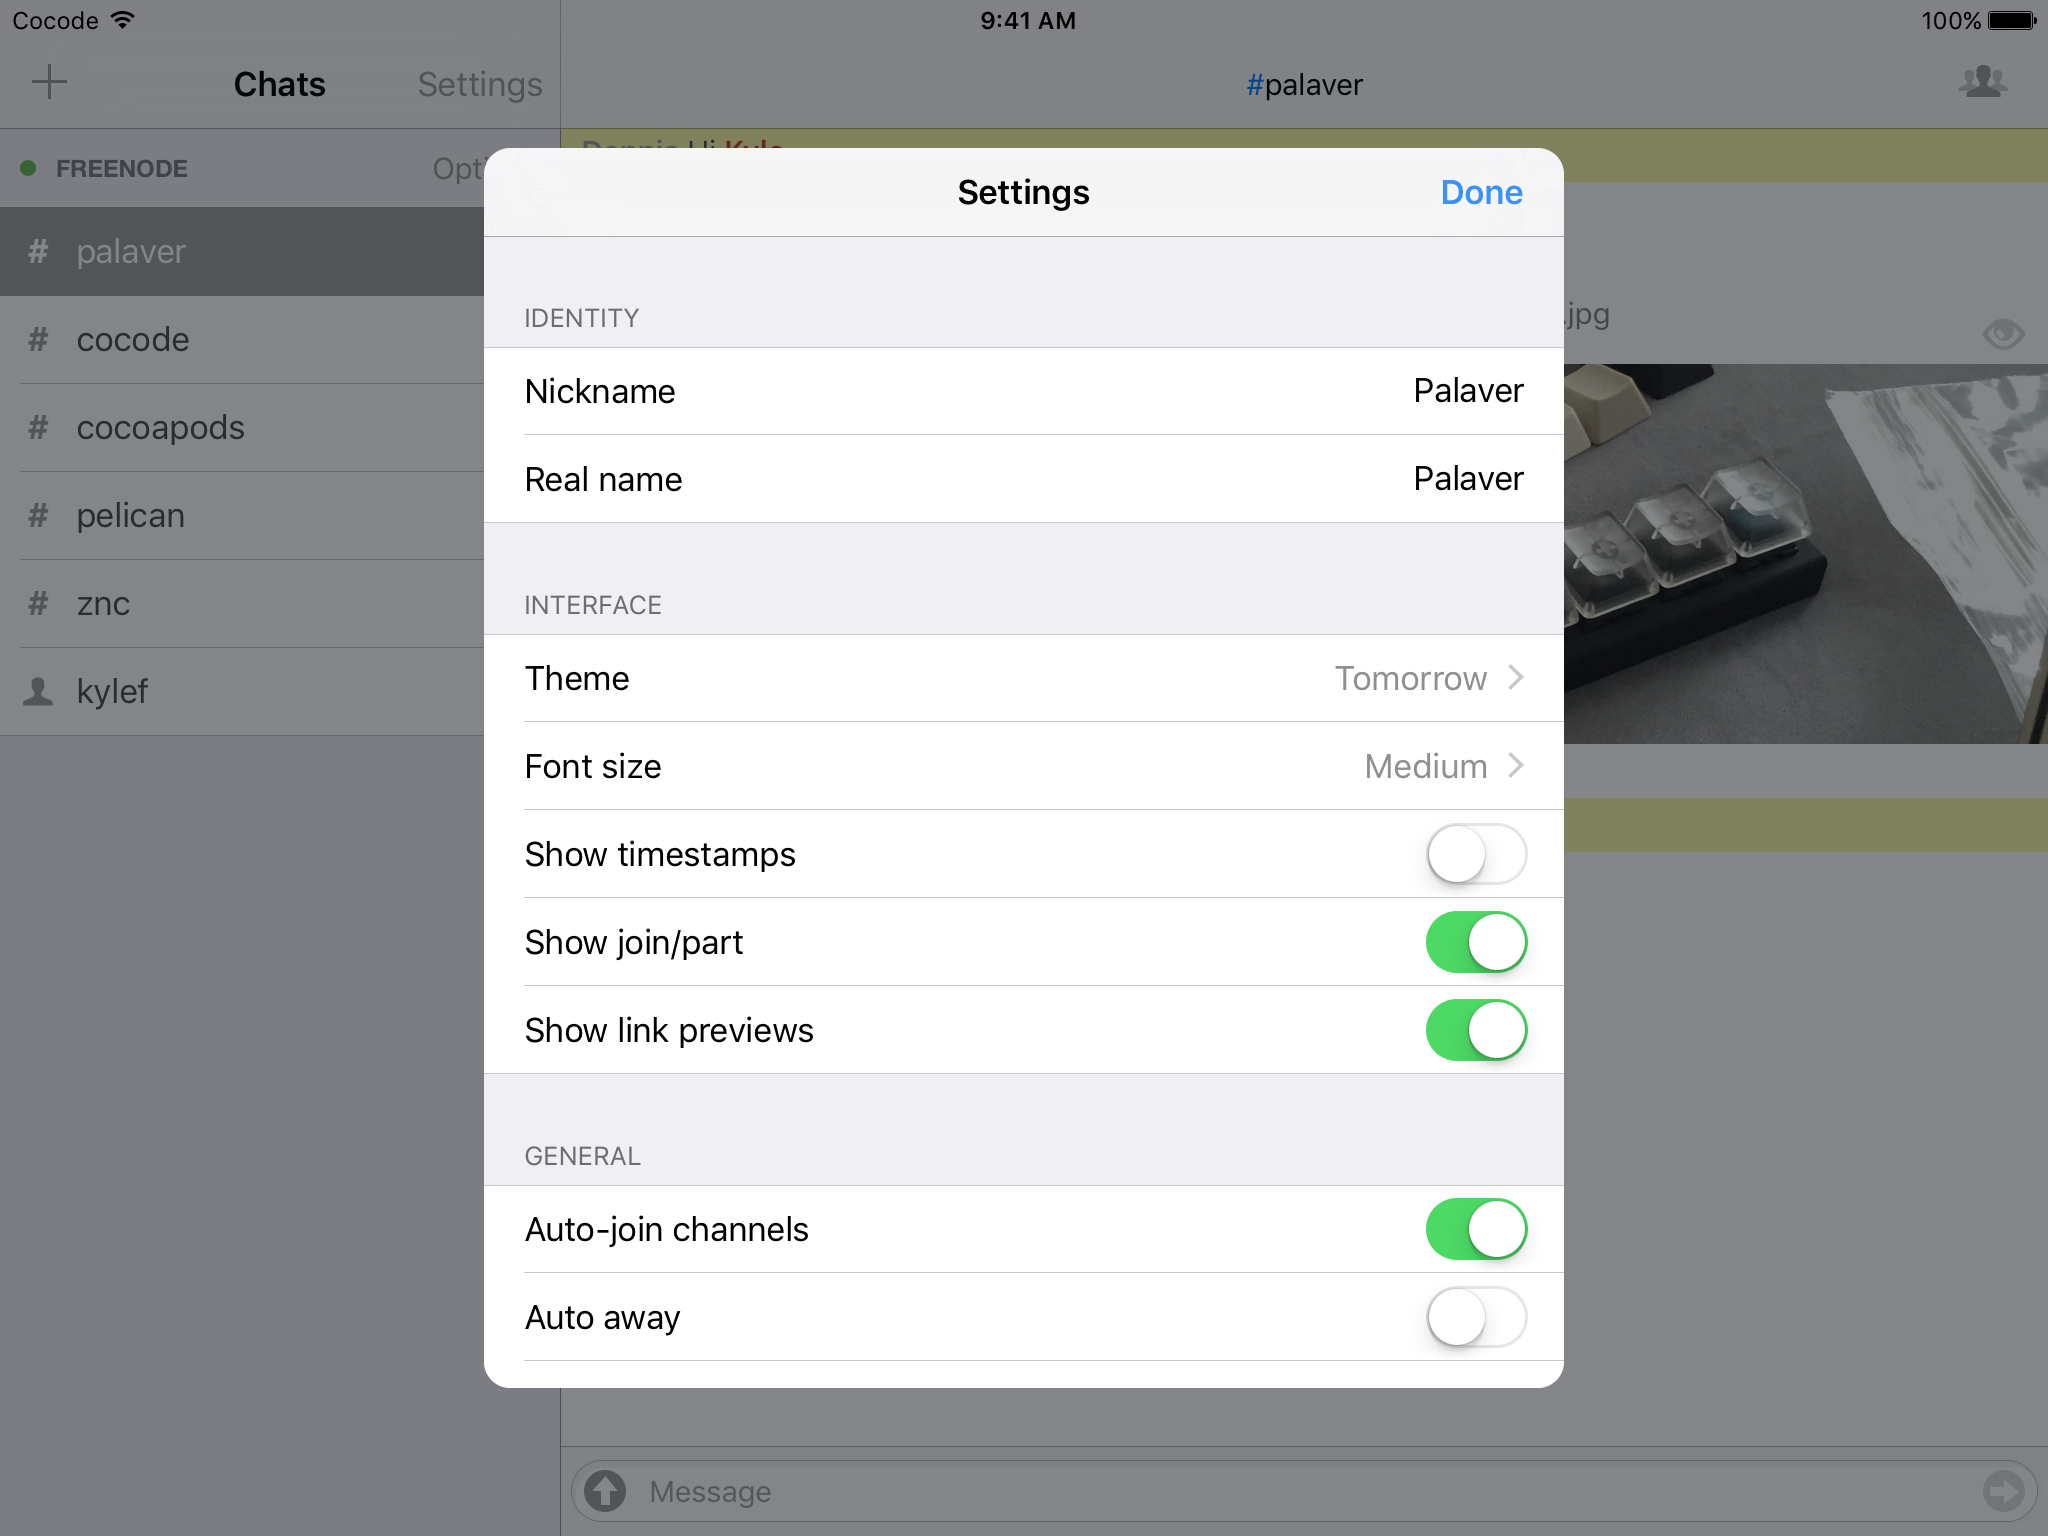 Cocode 9:41 AM 100%
Chats Settings #palaver
FREENODE Opti
Settings Done
# palaver
# cocode
# cocoapods
# pelican
# znc
kylef
IDENTITY
Nickname Palaver
Real name Palaver
INTERFACE
Theme Tomorrow
Font size Medium
Show timestamps
Show join/part
Show link previews
GENERAL
Auto-join channels
Auto away
.jpg
Message